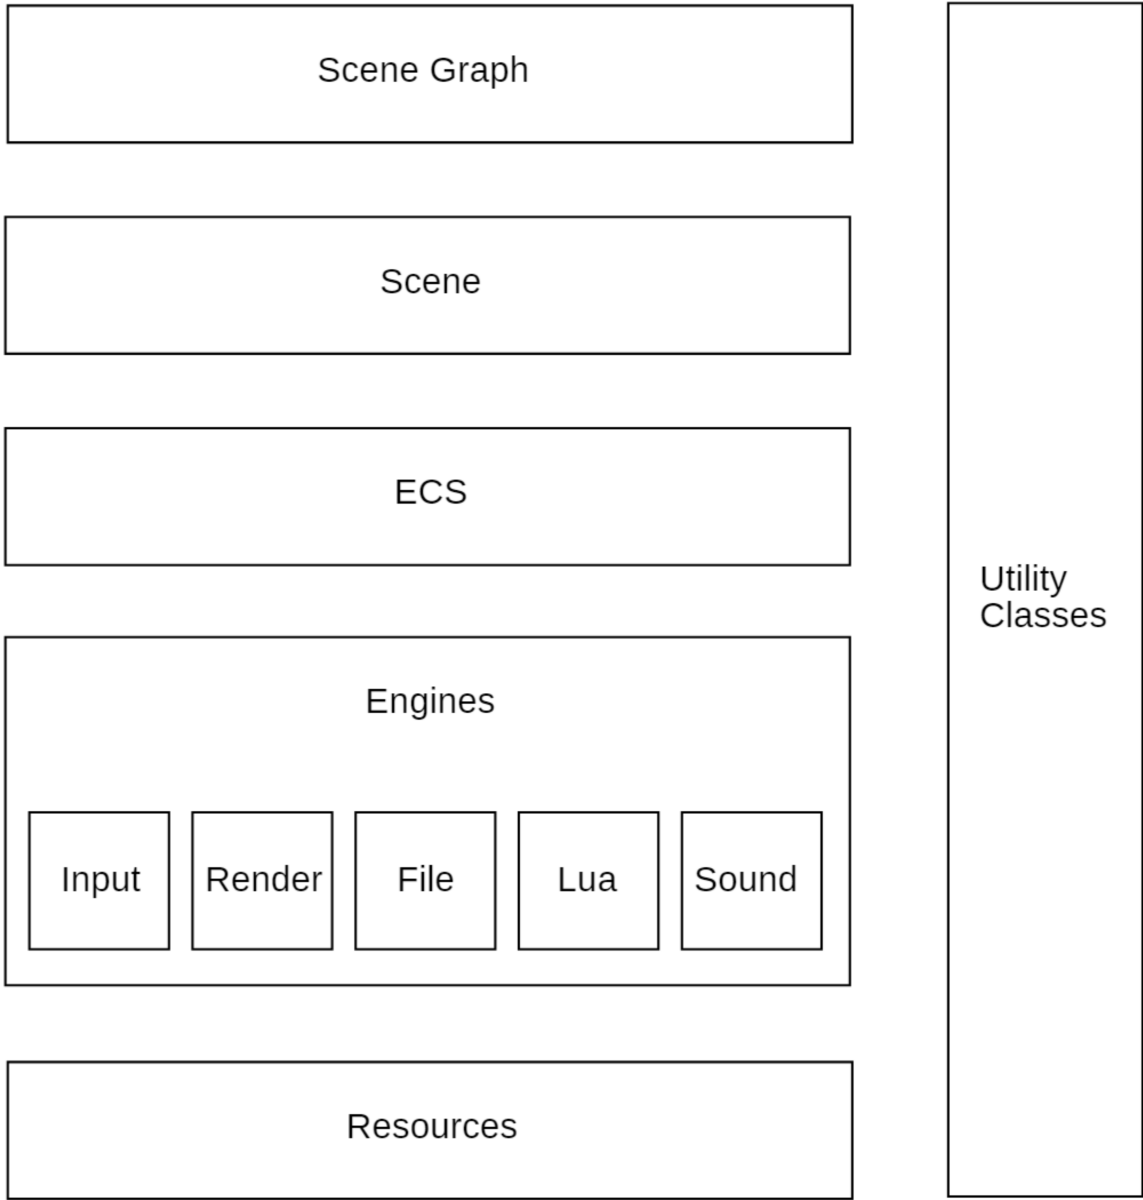 Scene Graph
Scene
ECS
Engines
Input
Render
File
Lua
Sound
Resources
Utility
Classes